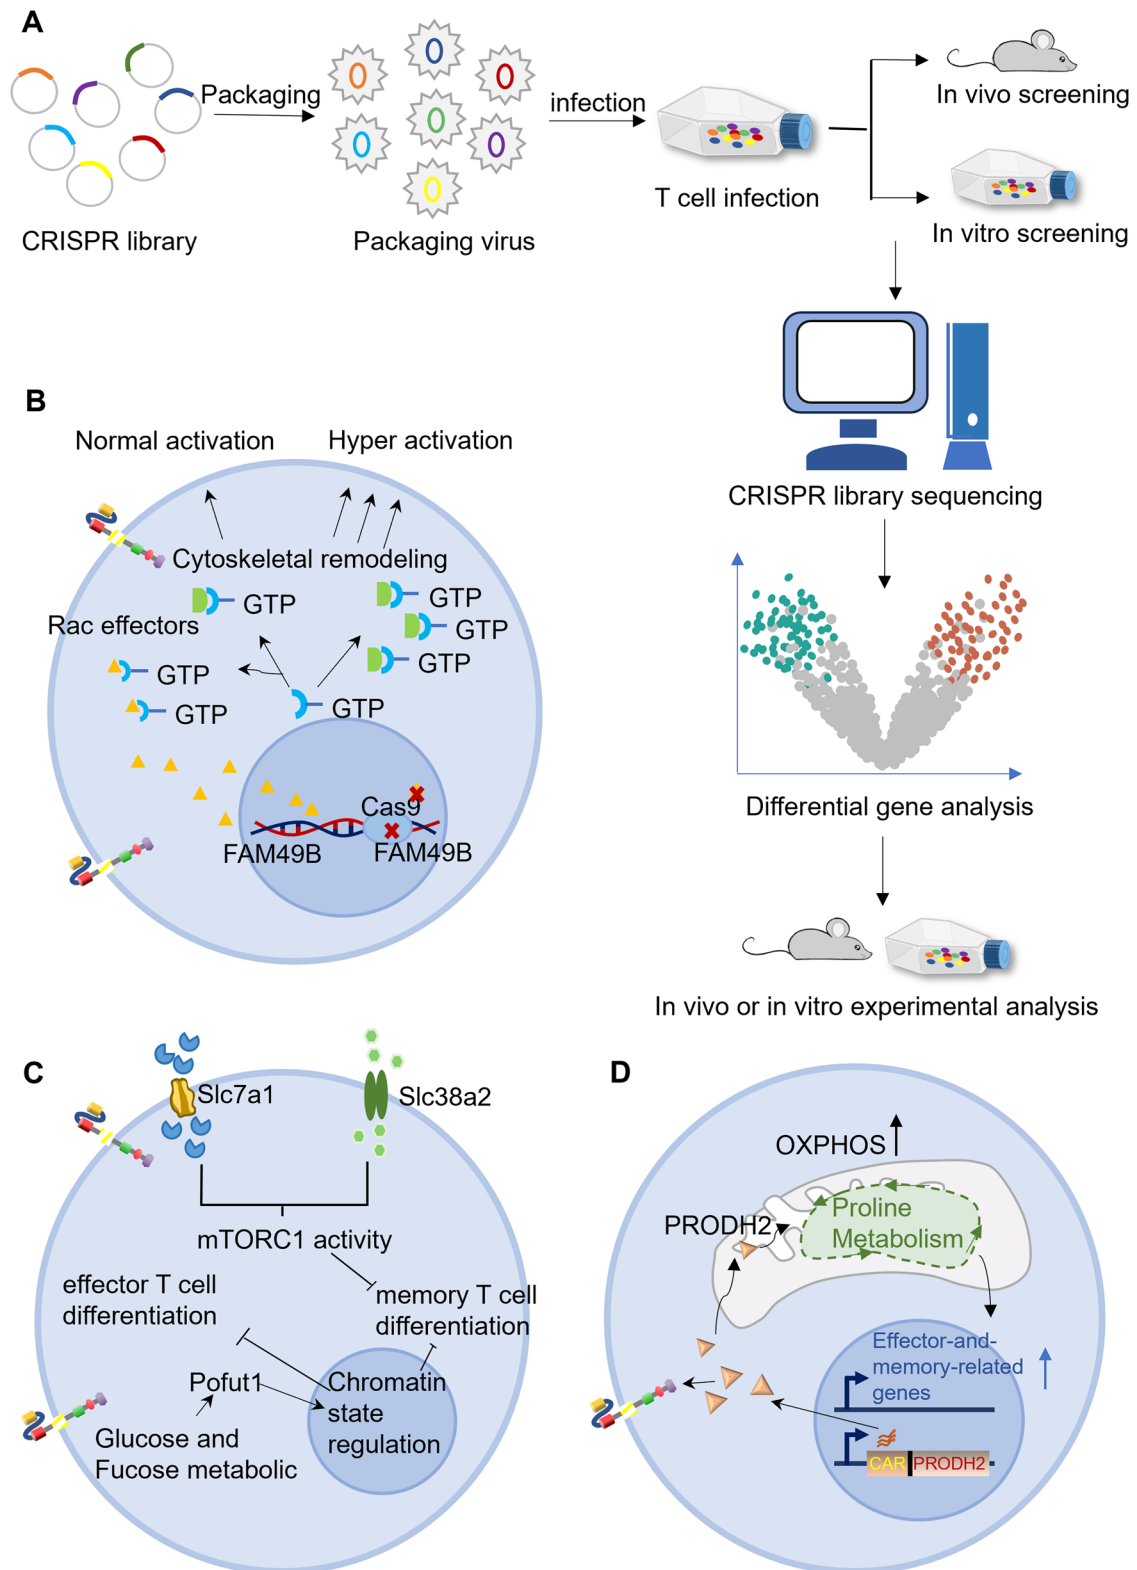 A
Packaging
infection
In vivo screening
T cell infection
CRISPR library
Packaging virus
In vitro screening
CRISPR library sequencing
Differential gene analysis
In vivo or in vitro experimental analysis
B
Normal activation
Hyper activation
Cytoskeletal remodeling
GTP
GTP
GTP
Rac effectors
GTP
GTP
GTP
GTP
Cas9
FAM49B
FAM49B
C
Slc7a1
Slc38a2
mTORC1 activity
effector T cell
differentiation
memory T cell
differentiation
Pofut1
Chromatin
state
regulation
Glucose and
Fucose metabolic
D
OXPHOS
PRODH2
Proline
Metabolism
Effector-and-
memory-related
genes
CAR PRODH2